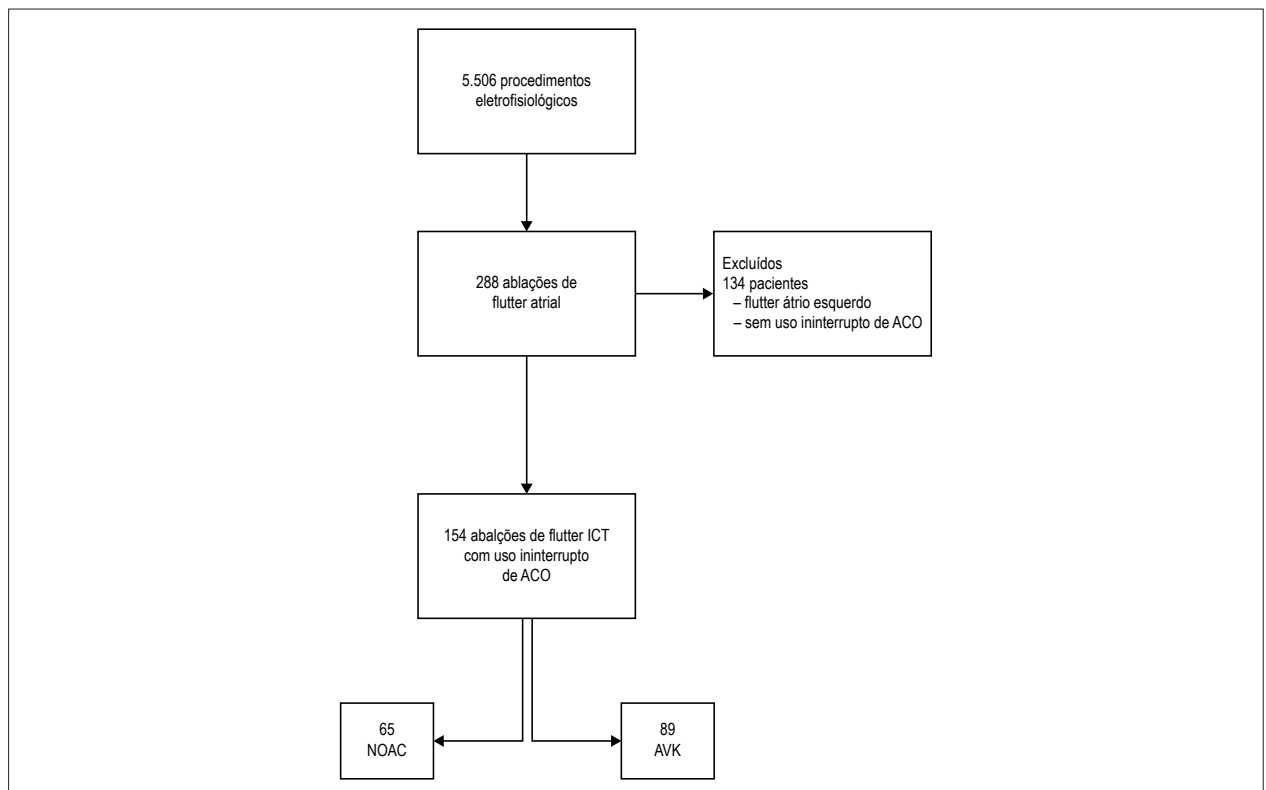 5.506 procedimentos
eletrofisiológicos
288 ablações de
flutter atrial
Excluídos
134 pacientes
– flutter átrio esquerdo
– sem uso ininterrupto de ACO
154 abalções de flutter ICT
com uso ininterrupto
de ACO
65
NOAC
89
AVK